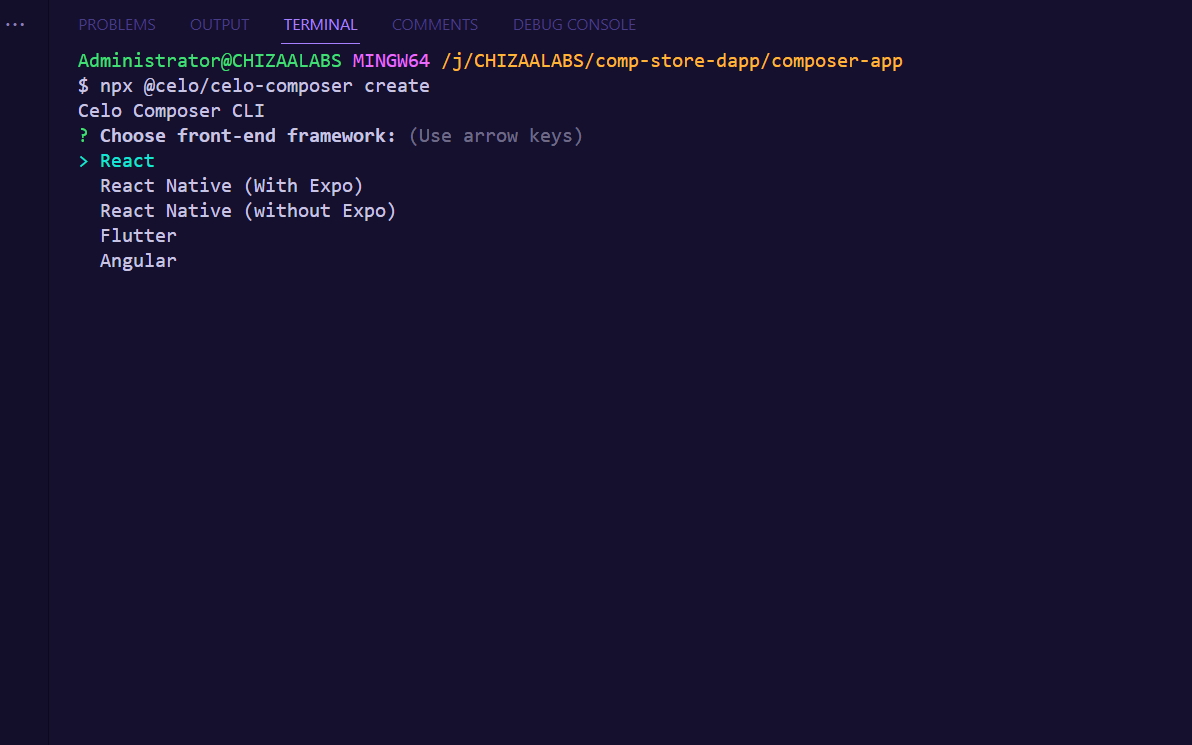 ... PROBLEMS OUTPUT TERMINAL COMMENTS DEBUG CONSOLE
Administrator@CHIZAALABS MINGW64 /j/CHIZAALABS/comp-store-dapp/composer-app
$ npx @celo/celo-composer create
Celo Composer CLI
? Choose front-end framework: (Use arrow keys)
> React
React Native (With Expo)
React Native (without Expo)
Flutter
Angular